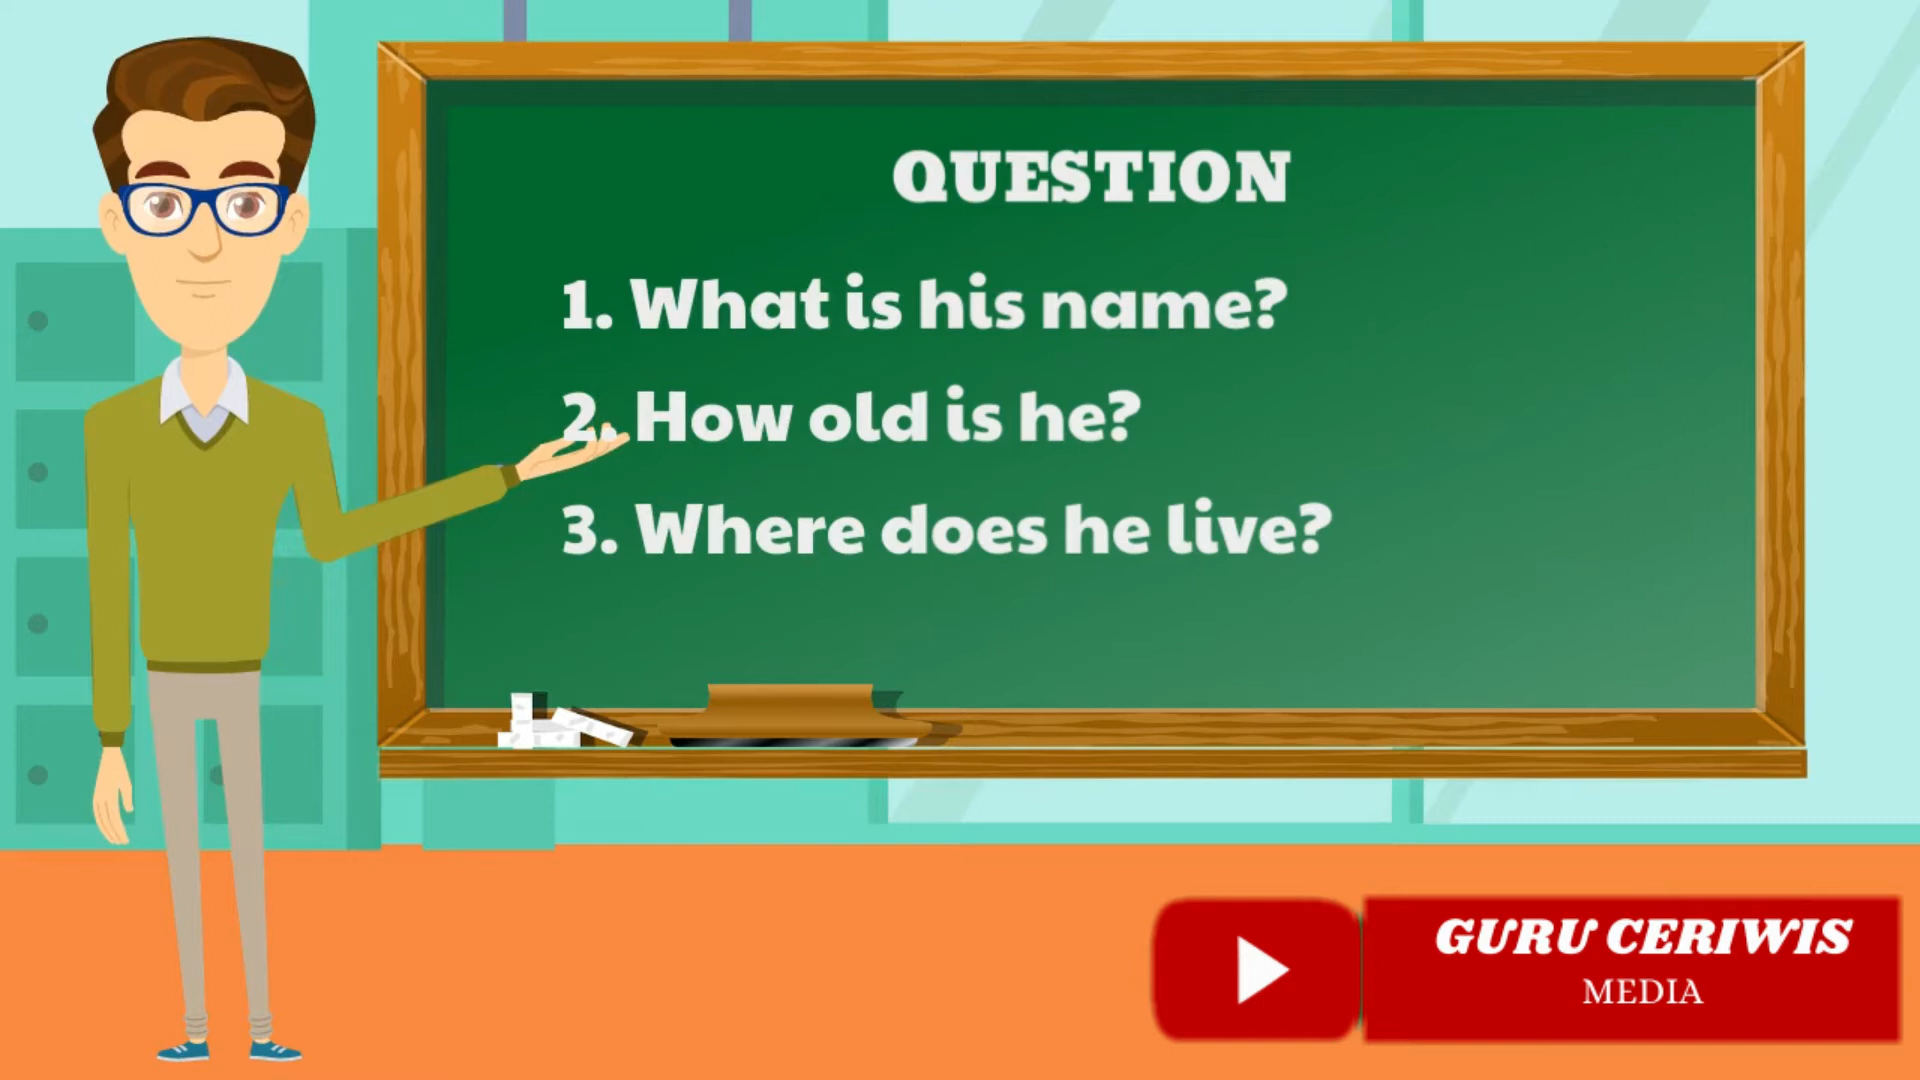 QUESTION
1. What is his name?
2. How old is he?
3. Where does he live?
GURU CERIWIS
MEDIA